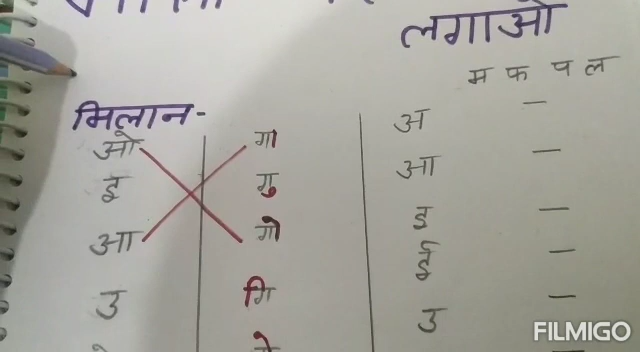 लगाओ
म फ प ल
मिलान-
ओ गा
इ गु
आ गो
उ गि
अ —
आ —
इ —
ई —
उ —
FILMIGO